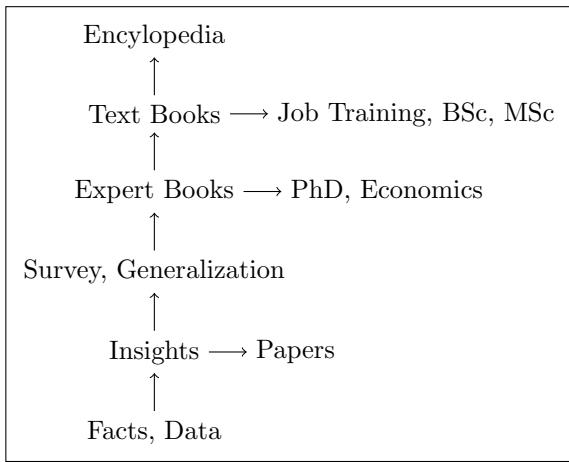 Encylopedia
Text Books → Job Training, BSc, MSc
Expert Books → PhD, Economics
Survey, Generalization
Insights → Papers
Facts, Data